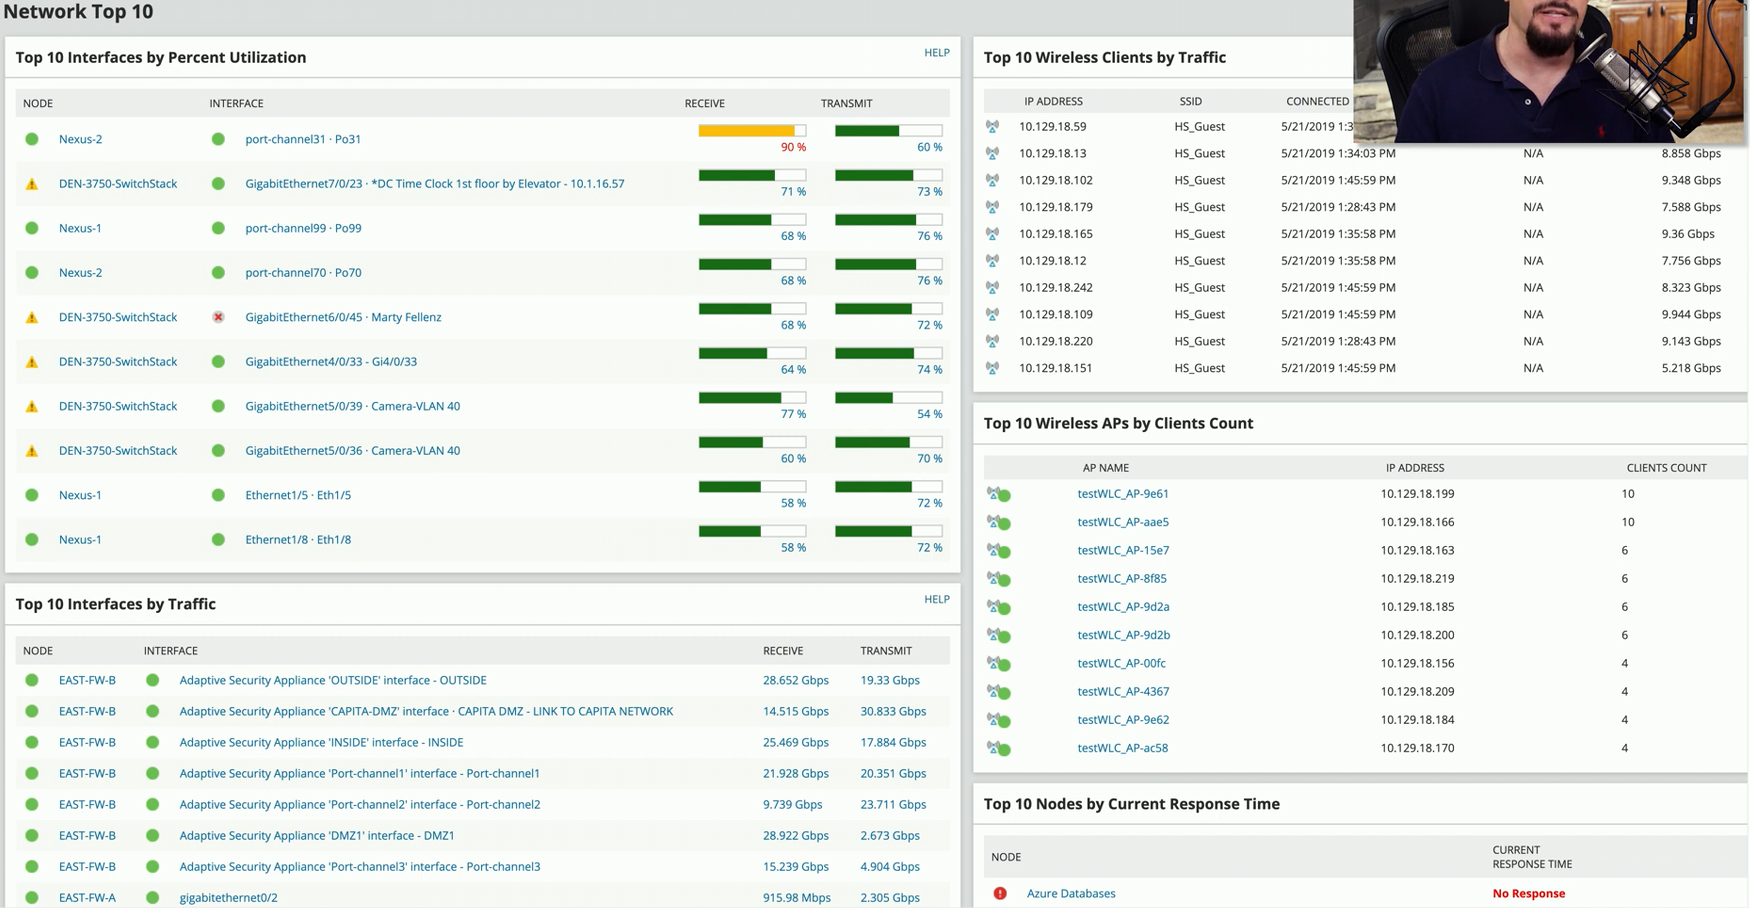 Network Top 10
Top 10 Interfaces by Percent Utilization
HELP
NODE INTERFACE RECEIVE TRANSMIT
Nexus-2 port-channel31 · Po31 90 % 60 %
DEN-3750-SwitchStack GigabitEthernet7/0/23 · *DC Time Clock 1st floor by Elevator - 10.1.16.57 71 % 73 %
Nexus-1 port-channel99 · Po99 68 % 76 %
Nexus-2 port-channel70 · Po70 68 % 76 %
DEN-3750-SwitchStack GigabitEthernet6/0/45 · Marty Fellenz 68 % 72 %
DEN-3750-SwitchStack GigabitEthernet4/0/33 - Gi4/0/33 64 % 74 %
DEN-3750-SwitchStack GigabitEthernet5/0/39 · Camera-VLAN 40 77 % 54 %
DEN-3750-SwitchStack GigabitEthernet5/0/36 · Camera-VLAN 40 60 % 70 %
Nexus-1 Ethernet1/5 · Eth1/5 58 % 72 %
Nexus-1 Ethernet1/8 · Eth1/8 58 % 72 %
Top 10 Interfaces by Traffic
HELP
NODE INTERFACE RECEIVE TRANSMIT
EAST-FW-B Adaptive Security Appliance 'OUTSIDE' interface - OUTSIDE 28.652 Gbps 19.33 Gbps
EAST-FW-B Adaptive Security Appliance 'CAPITA-DMZ' interface · CAPITA DMZ - LINK TO CAPITA NETWORK 14.515 Gbps 30.833 Gbps
EAST-FW-B Adaptive Security Appliance 'INSIDE' interface - INSIDE 25.469 Gbps 17.884 Gbps
EAST-FW-B Adaptive Security Appliance 'Port-channel1' interface - Port-channel1 21.928 Gbps 20.351 Gbps
EAST-FW-B Adaptive Security Appliance 'Port-channel2' interface - Port-channel2 9.739 Gbps 23.711 Gbps
EAST-FW-B Adaptive Security Appliance 'DMZ1' interface - DMZ1 28.922 Gbps 2.673 Gbps
EAST-FW-B Adaptive Security Appliance 'Port-channel3' interface - Port-channel3 15.239 Gbps 4.904 Gbps
EAST-FW-A gigabitethernet0/2 915.98 Mbps 2.305 Gbps
Top 10 Wireless Clients by Traffic
IP ADDRESS SSID CONNECTED
10.129.18.59 HS_Guest 5/21/2019
10.129.18.13 HS_Guest 5/21/2019 1:34:03 PM N/A 8.858 Gbps
10.129.18.102 HS_Guest 5/21/2019 1:45:59 PM N/A 9.348 Gbps
10.129.18.179 HS_Guest 5/21/2019 1:28:43 PM N/A 7.588 Gbps
10.129.18.165 HS_Guest 5/21/2019 1:35:58 PM N/A 9.36 Gbps
10.129.18.12 HS_Guest 5/21/2019 1:35:58 PM N/A 7.756 Gbps
10.129.18.242 HS_Guest 5/21/2019 1:45:59 PM N/A 8.323 Gbps
10.129.18.109 HS_Guest 5/21/2019 1:45:59 PM N/A 9.944 Gbps
10.129.18.220 HS_Guest 5/21/2019 1:28:43 PM N/A 9.143 Gbps
10.129.18.151 HS_Guest 5/21/2019 1:45:59 PM N/A 5.218 Gbps
Top 10 Wireless APs by Clients Count
AP NAME IP ADDRESS CLIENTS COUNT
testWLC_AP-9e61 10.129.18.199 10
testWLC_AP-aae5 10.129.18.166 10
testWLC_AP-15e7 10.129.18.163 6
testWLC_AP-8f85 10.129.18.219 6
testWLC_AP-9d2a 10.129.18.185 6
testWLC_AP-9d2b 10.129.18.200 6
testWLC_AP-00fc 10.129.18.156 4
testWLC_AP-4367 10.129.18.209 4
testWLC_AP-9e62 10.129.18.184 4
testWLC_AP-ac58 10.129.18.170 4
Top 10 Nodes by Current Response Time
NODE CURRENT
RESPONSE TIME
Azure Databases No Response